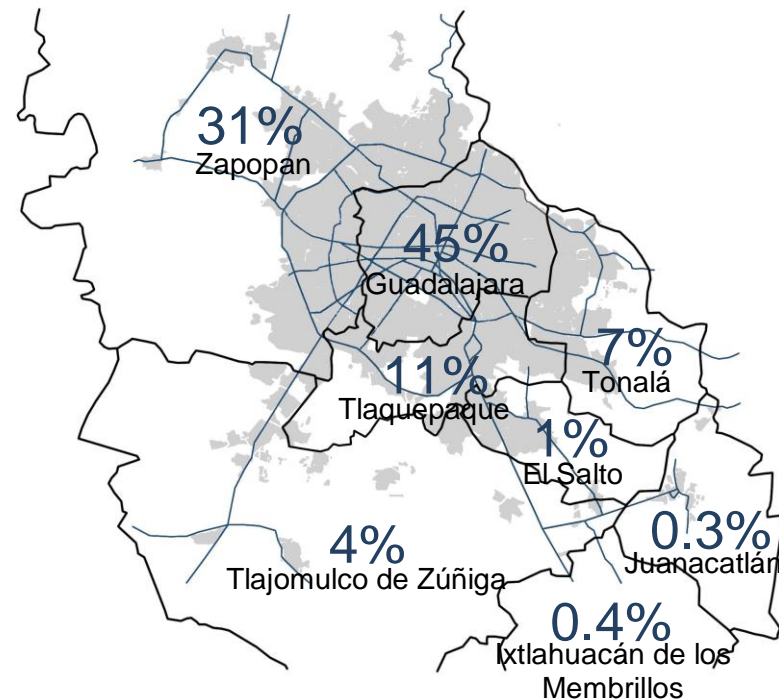 31%
Zapopan
45%
Guadalajara
7%
Tonalá
11%
Tlaquepaque
1%
El Salto
0.3%
Juanacatlán
4%
Tlajomulco de Zúñiga
0.4%
Ixtlahuacán de los
Membrillos